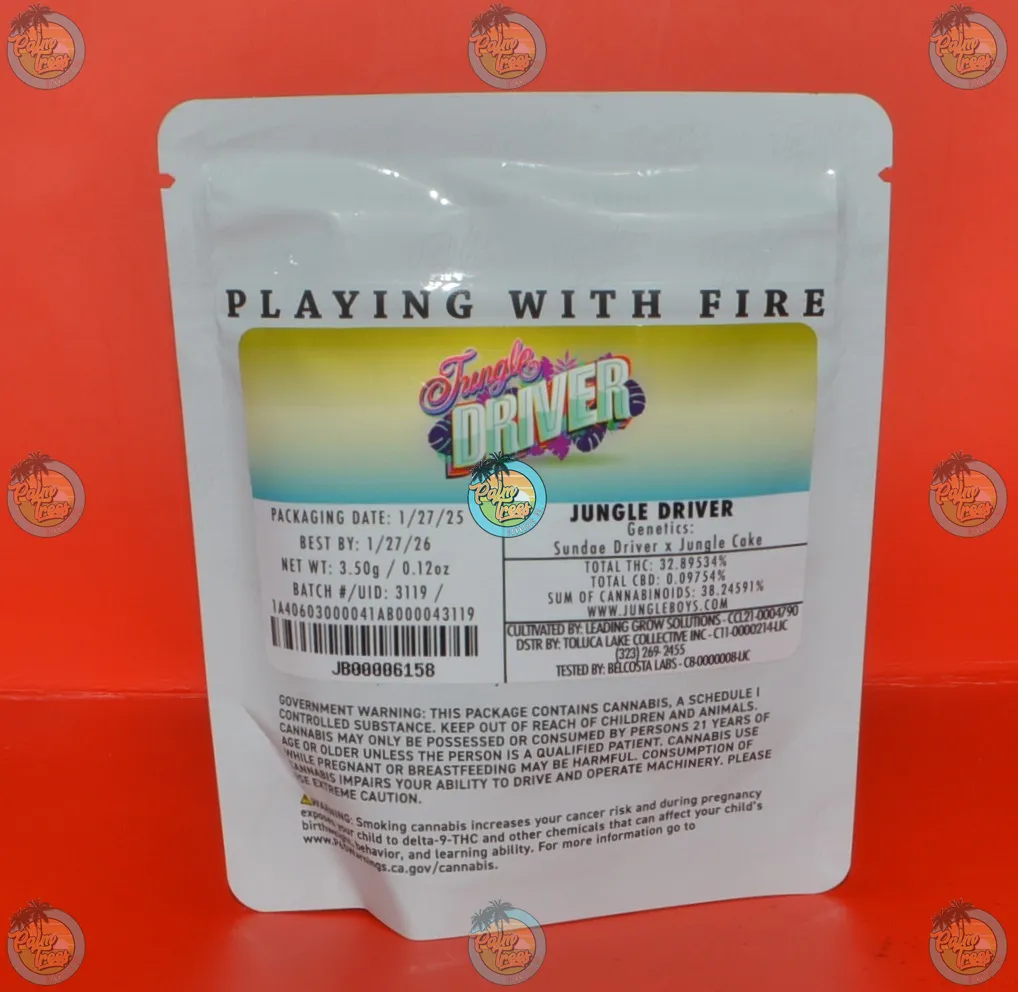 PLAYING WITH FIRE
Jungle
DRIVER
Palm
Trees
PACKAGING DATE: 1/27/25
BEST BY: 1/27/26
NET WT: 3.50g / 0.12oz
BATCH #/UID: 3119 /
1A40603000041AB000043119
JB00006158
JUNGLE DRIVER
Genetics:
Sundae Driver x Jungle Cake
TOTAL THC: 32.89534%
TOTAL CBD: 0.09754%
SUM OF CANNABINOIDS: 38.24591%
WWW.JUNGLEBOYS.COM
CULTIVATED BY: LEADING GROW SOLUTIONS - CCL21-0004790
DSTR BY: TOLUCA LAKE COLLECTIVE INC - C11-0000214-LIC
(323) 269-2455
TESTED BY: BELCOSTA LABS - C8-0000008-LIC
GOVERNMENT WARNING: THIS PACKAGE CONTAINS CANNABIS, A SCHEDULE I
CONTROLLED SUBSTANCE. KEEP OUT OF REACH OF CHILDREN AND ANIMALS.
CANNABIS MAY ONLY BE POSSESSED OR CONSUMED BY PERSONS 21 YEARS OF
AGE OR OLDER UNLESS THE PERSON IS A QUALIFIED PATIENT. CANNABIS USE
WHILE PREGNANT OR BREASTFEEDING MAY BE HARMFUL. CONSUMPTION OF
CANNABIS IMPAIRS YOUR ABILITY TO DRIVE AND OPERATE MACHINERY. PLEASE
USE EXTREME CAUTION.
WARNING: Smoking cannabis increases your cancer risk and during pregnancy
exposes your child to delta-9-THC and other chemicals that can affect your child's
birthweight, behavior, and learning ability. For more information go to
www.P65Warnings.ca.gov/cannabis.